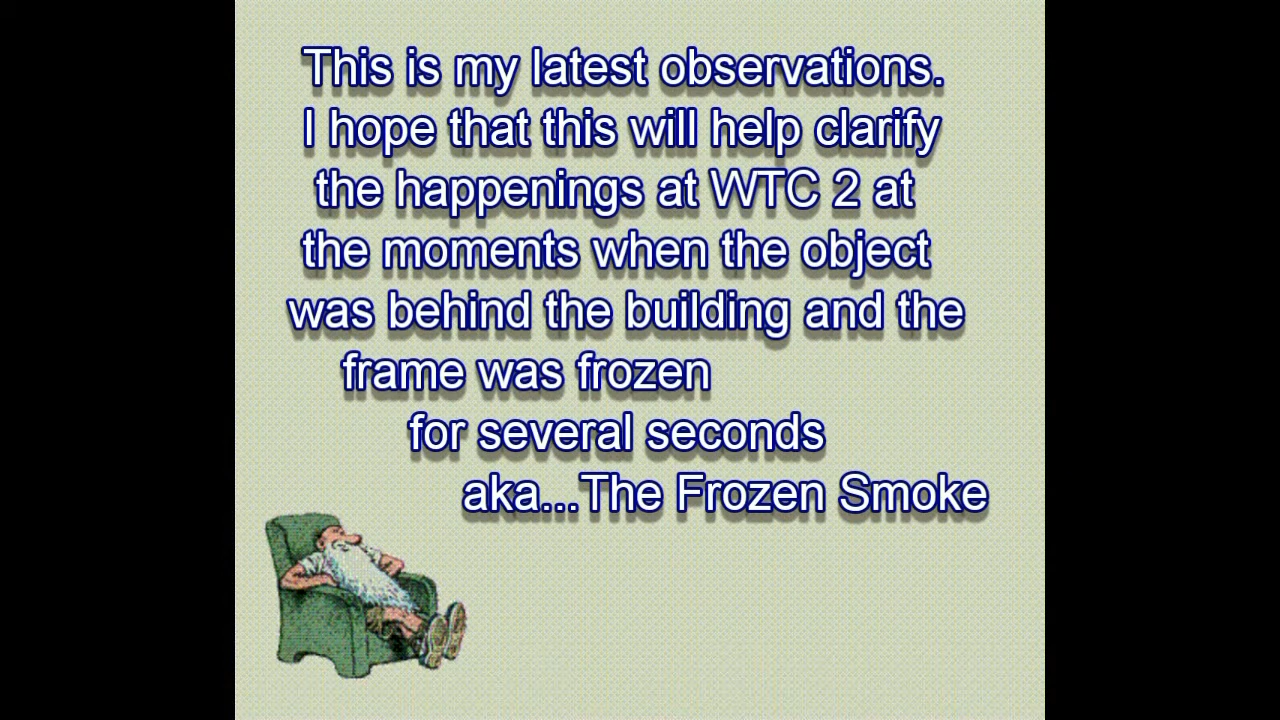 This is my latest observations.
I hope that this will help clarify
the happenings at WTC 2 at
the moments when the object
was behind the building and the
frame was frozen
for several seconds
aka...The Frozen Smoke